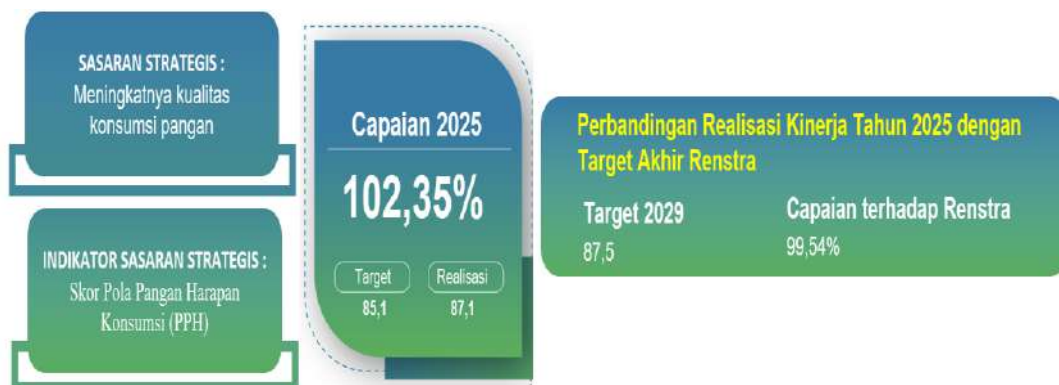 SASARAN STRATEGIS :
Meningkatnya kualitas
konsumsi pangan
INDIKATOR SASARAN STRATEGIS :
Skor Pola Pangan Harapan
Konsumsi (PPH)
Capaian 2025
102,35%
Target
Realisasi
85,1
87,1
Perbandingan Realisasi Kinerja Tahun 2025 dengan
Target Akhir Renstra
Target 2029
Capaian terhadap Renstra
87,5
99,54%